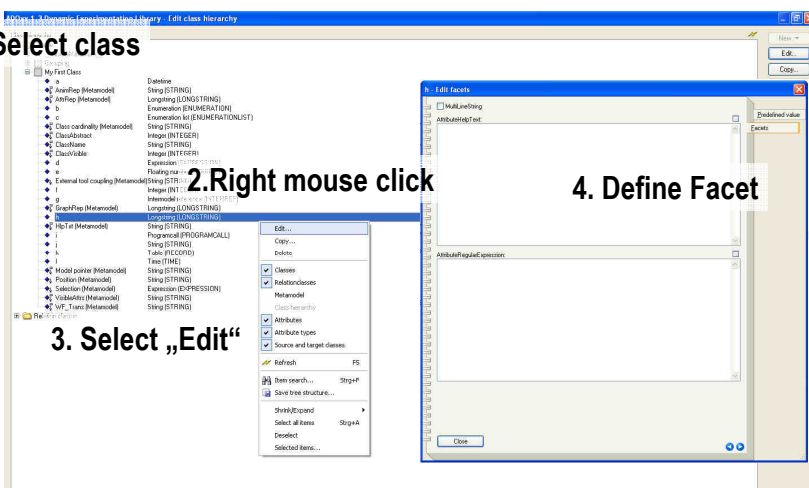 ADOxx 1.3 Dynamic Experimentation Library - Edit class hierarchy
Select class
New
Edit...
Copy...
Grouping
My First Class
a Datetime
AnimRep (Metamodel) String (STRING)
AttrRep (Metamodel) Longstring (LONGSTRING)
b Enumeration (ENUMERATION)
c Enumeration list (ENUMERATIONLIST)
Class cardinality (Metamodel) String (STRING)
ClassAbstract Integer (INTEGER)
ClassName String (STRING)
ClassVisible Integer (INTEGER)
d Expression (EXPRESSION)
e Floating
External tool coupling (Metamodel) String (STRING)
f Integer
g Intermodel
GraphRep (Metamodel) Longstring (LONGSTRING)
h Longstring (LONGSTRING)
HlpTxt (Metamodel) String (STRING)
i Programcall (PROGRAMCALL)
j String (STRING)
k Table (RECORD)
l Time (TIME)
Model pointer (Metamodel) String (STRING)
Position (Metamodel) String (STRING)
Selection (Metamodel) Expression (EXPRESSION)
VisibleAttrs (Metamodel) String (STRING)
WF_Trans (Metamodel) String (STRING)
2.Right mouse click
3. Select „Edit“
Edit...
Copy...
Delete
Classes
Relationclasses
Metamodel
Class hierarchy
Attributes
Attribute types
Source and target classes
Refresh F5
Item search... Strg+F
Save tree structure...
Shrink/Expand
Select all items Strg+A
Deselect
Selected items...
h - Edit facets
MultiLineString
AttributeHelpText:
Predefined value
Facets
4. Define Facet
AttributeRegularExpression:
Close